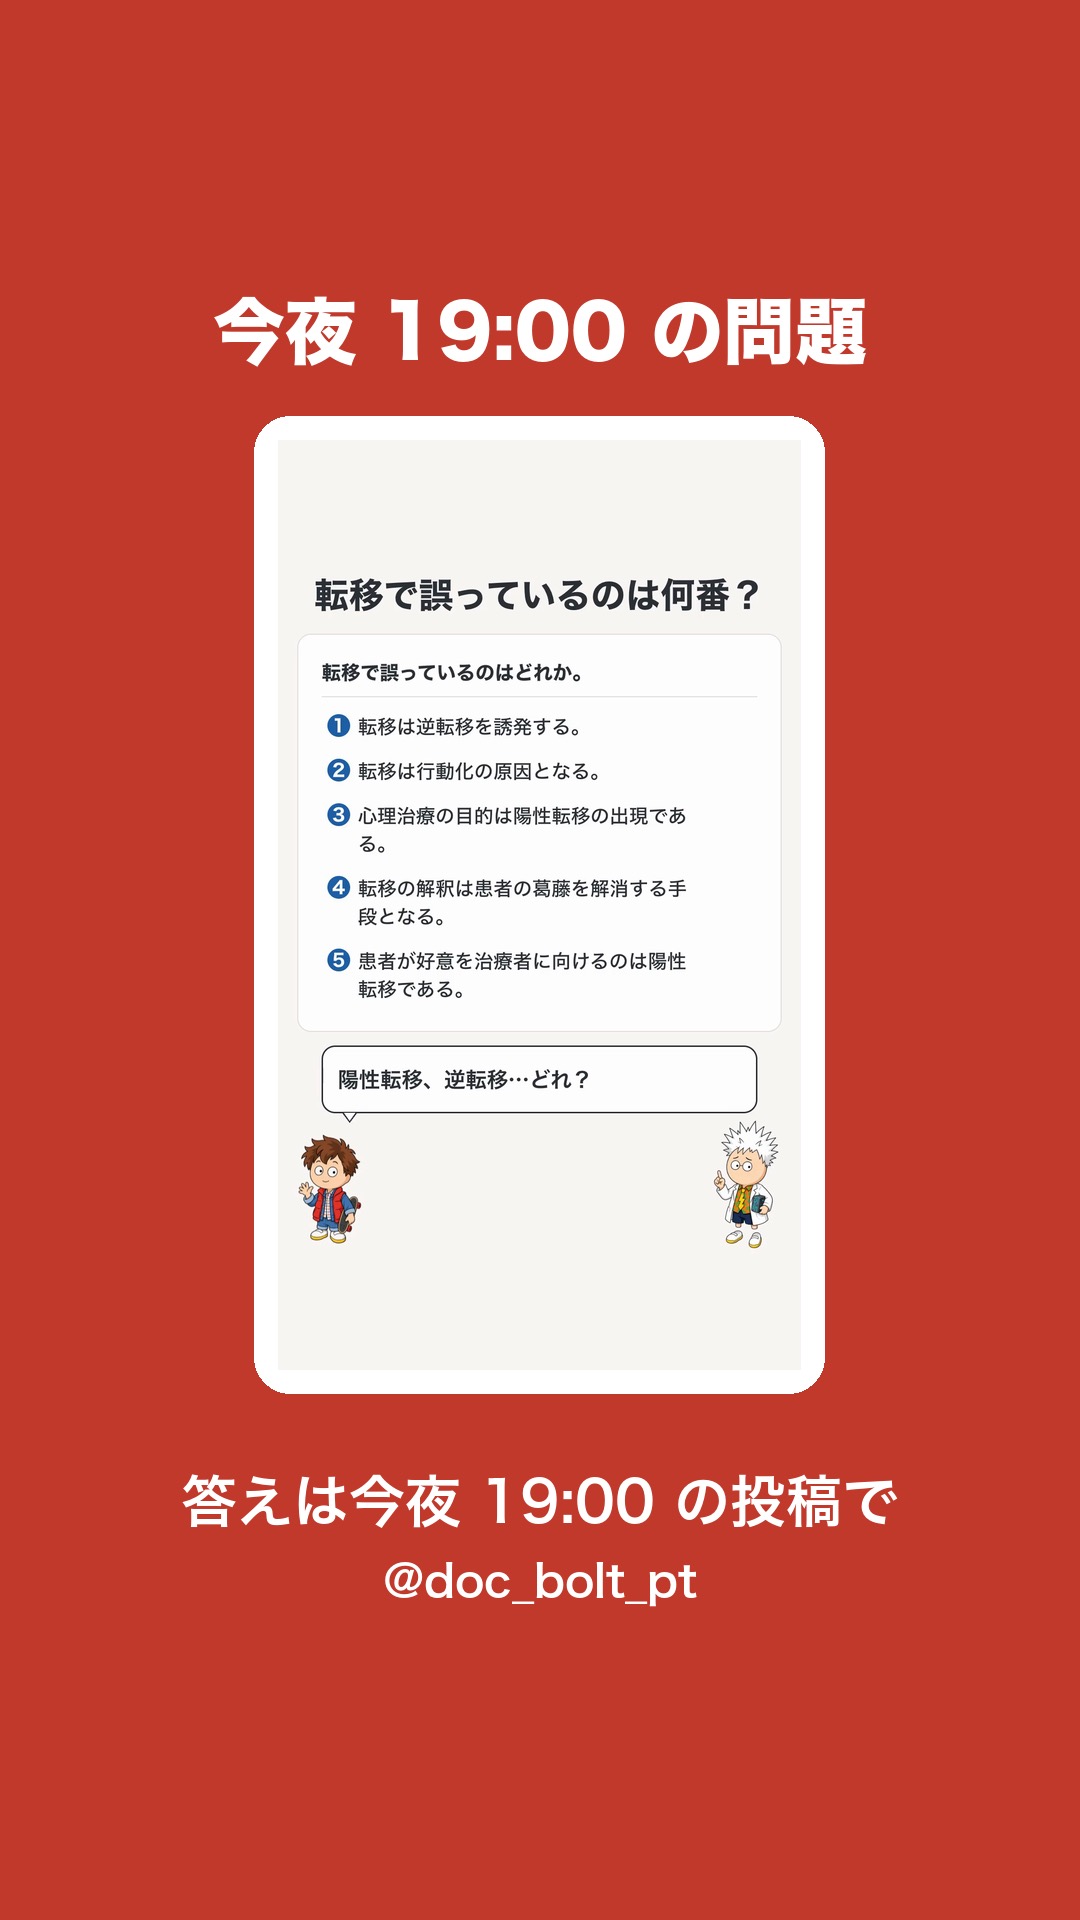 今夜 19:00 の問題
転移で誤っているのは何番？
転移で誤っているのはどれか。
1 転移は逆転移を誘発する。
2 転移は行動化の原因となる。
3 心理治療の目的は陽性転移の出現であ
る。
4 転移の解釈は患者の葛藤を解消する手
段となる。
5 患者が好意を治療者に向けるのは陽性
転移である。
陽性転移、逆転移…どれ？
答えは今夜 19:00 の投稿で
@doc_bolt_pt